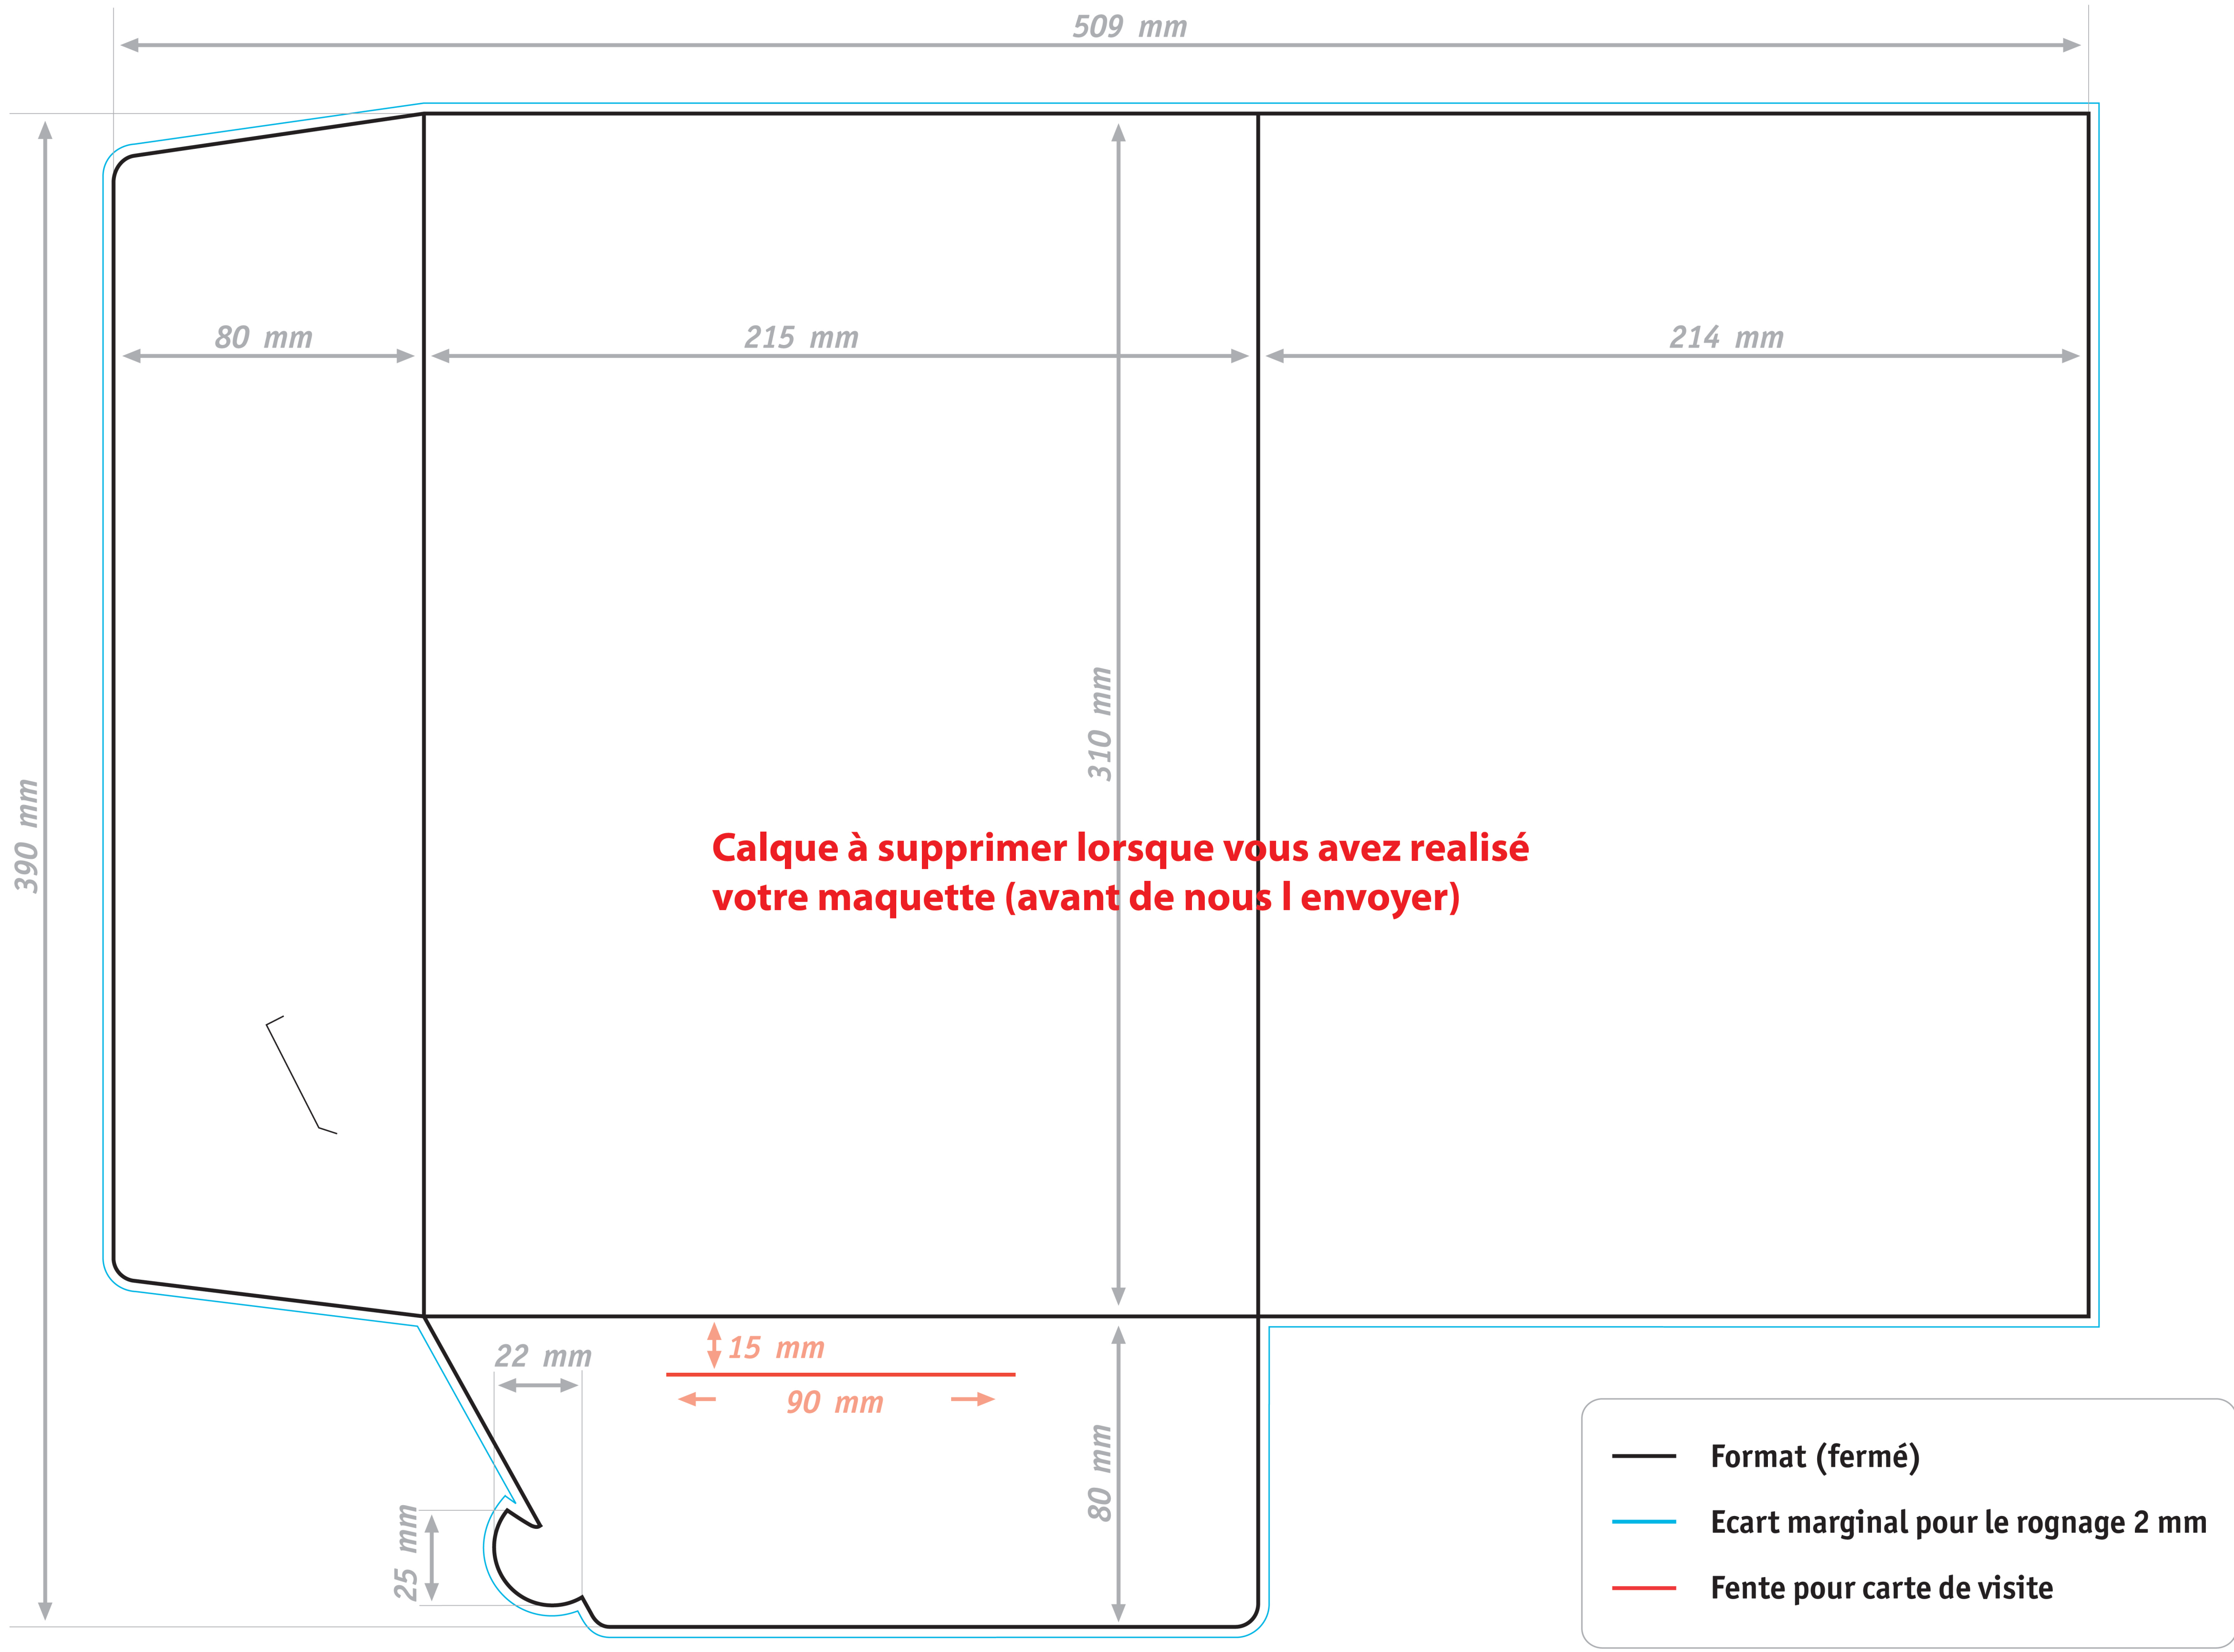 509 mm
80 mm
215 mm
214 mm
310 mm
390 mm
Calque à supprimer lorsque vous avez realisé
votre maquette (avant de nous l envoyer)
15 mm
22 mm
90 mm
80 mm
25 mm
Format (fermé)
Ecart marginal pour le rognage 2 mm
Fente pour carte de visite